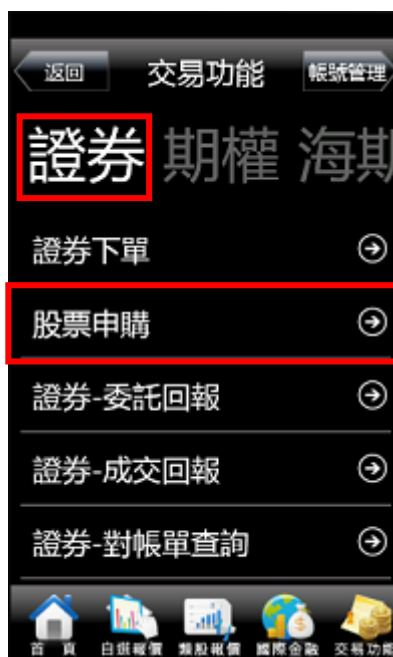 返回 交易功能 帳號管理
證券 期權 海期
證券下單
股票申購
證券-委託回報
證券-成交回報
證券-對帳單查詢
首頁 自選報價 類股報價 國際金融 交易功能